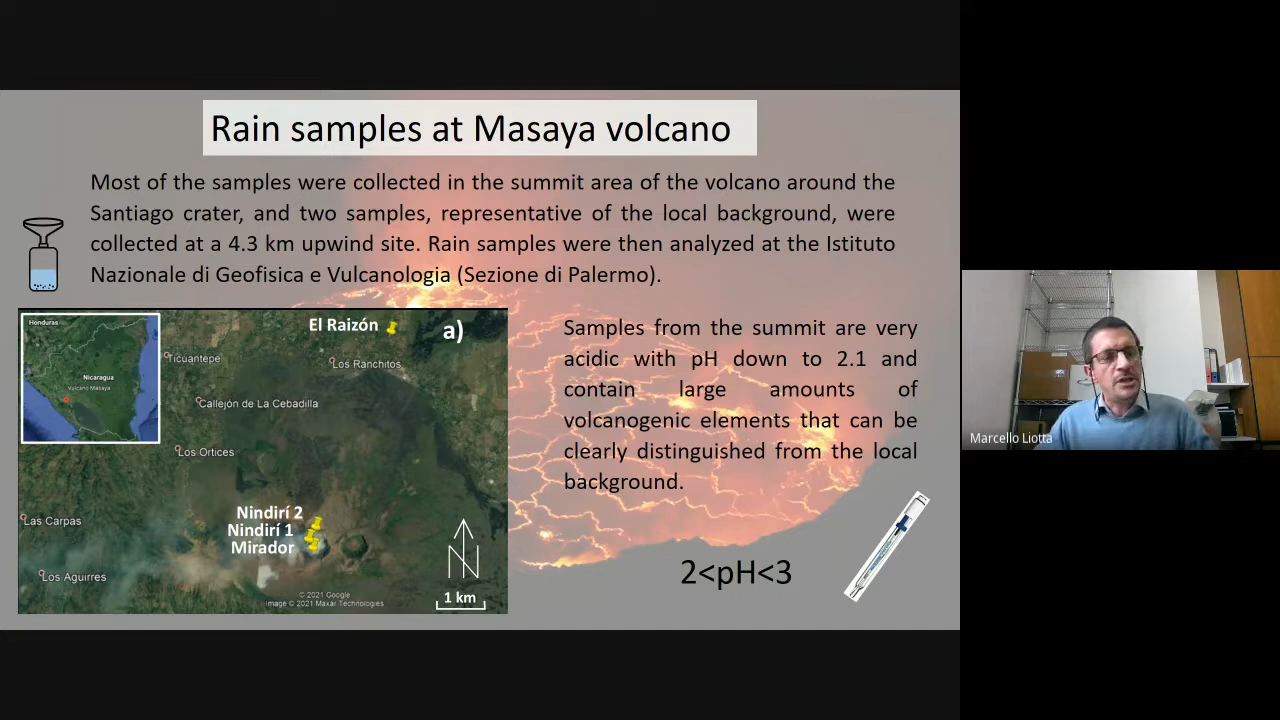 Rain samples at Masaya volcano
Most of the samples were collected in the summit area of the volcano around the
Santiago crater, and two samples, representative of the local background, were
collected at a 4.3 km upwind site. Rain samples were then analyzed at the Istituto
Nazionale di Geofisica e Vulcanologia (Sezione di Palermo).
Honduras
Nicaragua
Vulcano Masaya
El Raizón
a)
Ticuantepe
Los Ranchitos
Callejón de La Cebadilla
Los Ortices
Las Carpas
Nindirí 2
Nindirí 1
Mirador
Los Aguirres
© 2021 Google
Image © 2021 Maxar Technologies
N
1 km
Samples from the summit are very
acidic with pH down to 2.1 and
contain large amounts of
volcanogenic elements that can be
clearly distinguished from the local
background.
2<pH<3
Marcello Liotta